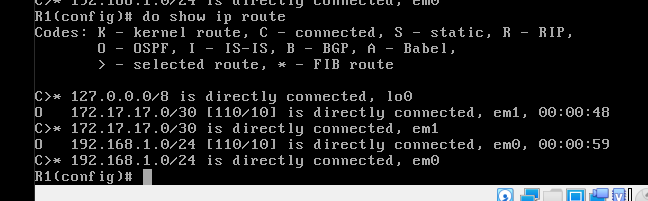 C>* 192.168.1.0/24 is directly connected, em0
R1(config)# do show ip route
Codes: K - kernel route, C - connected, S - static, R - RIP,
O - OSPF, I - IS-IS, B - BGP, A - Babel,
> - selected route, * - FIB route
C>* 127.0.0.0/8 is directly connected, lo0
O 172.17.17.0/30 [110/10] is directly connected, em1, 00:00:48
C>* 172.17.17.0/30 is directly connected, em1
O 192.168.1.0/24 [110/10] is directly connected, em0, 00:00:59
C>* 192.168.1.0/24 is directly connected, em0
R1(config)#